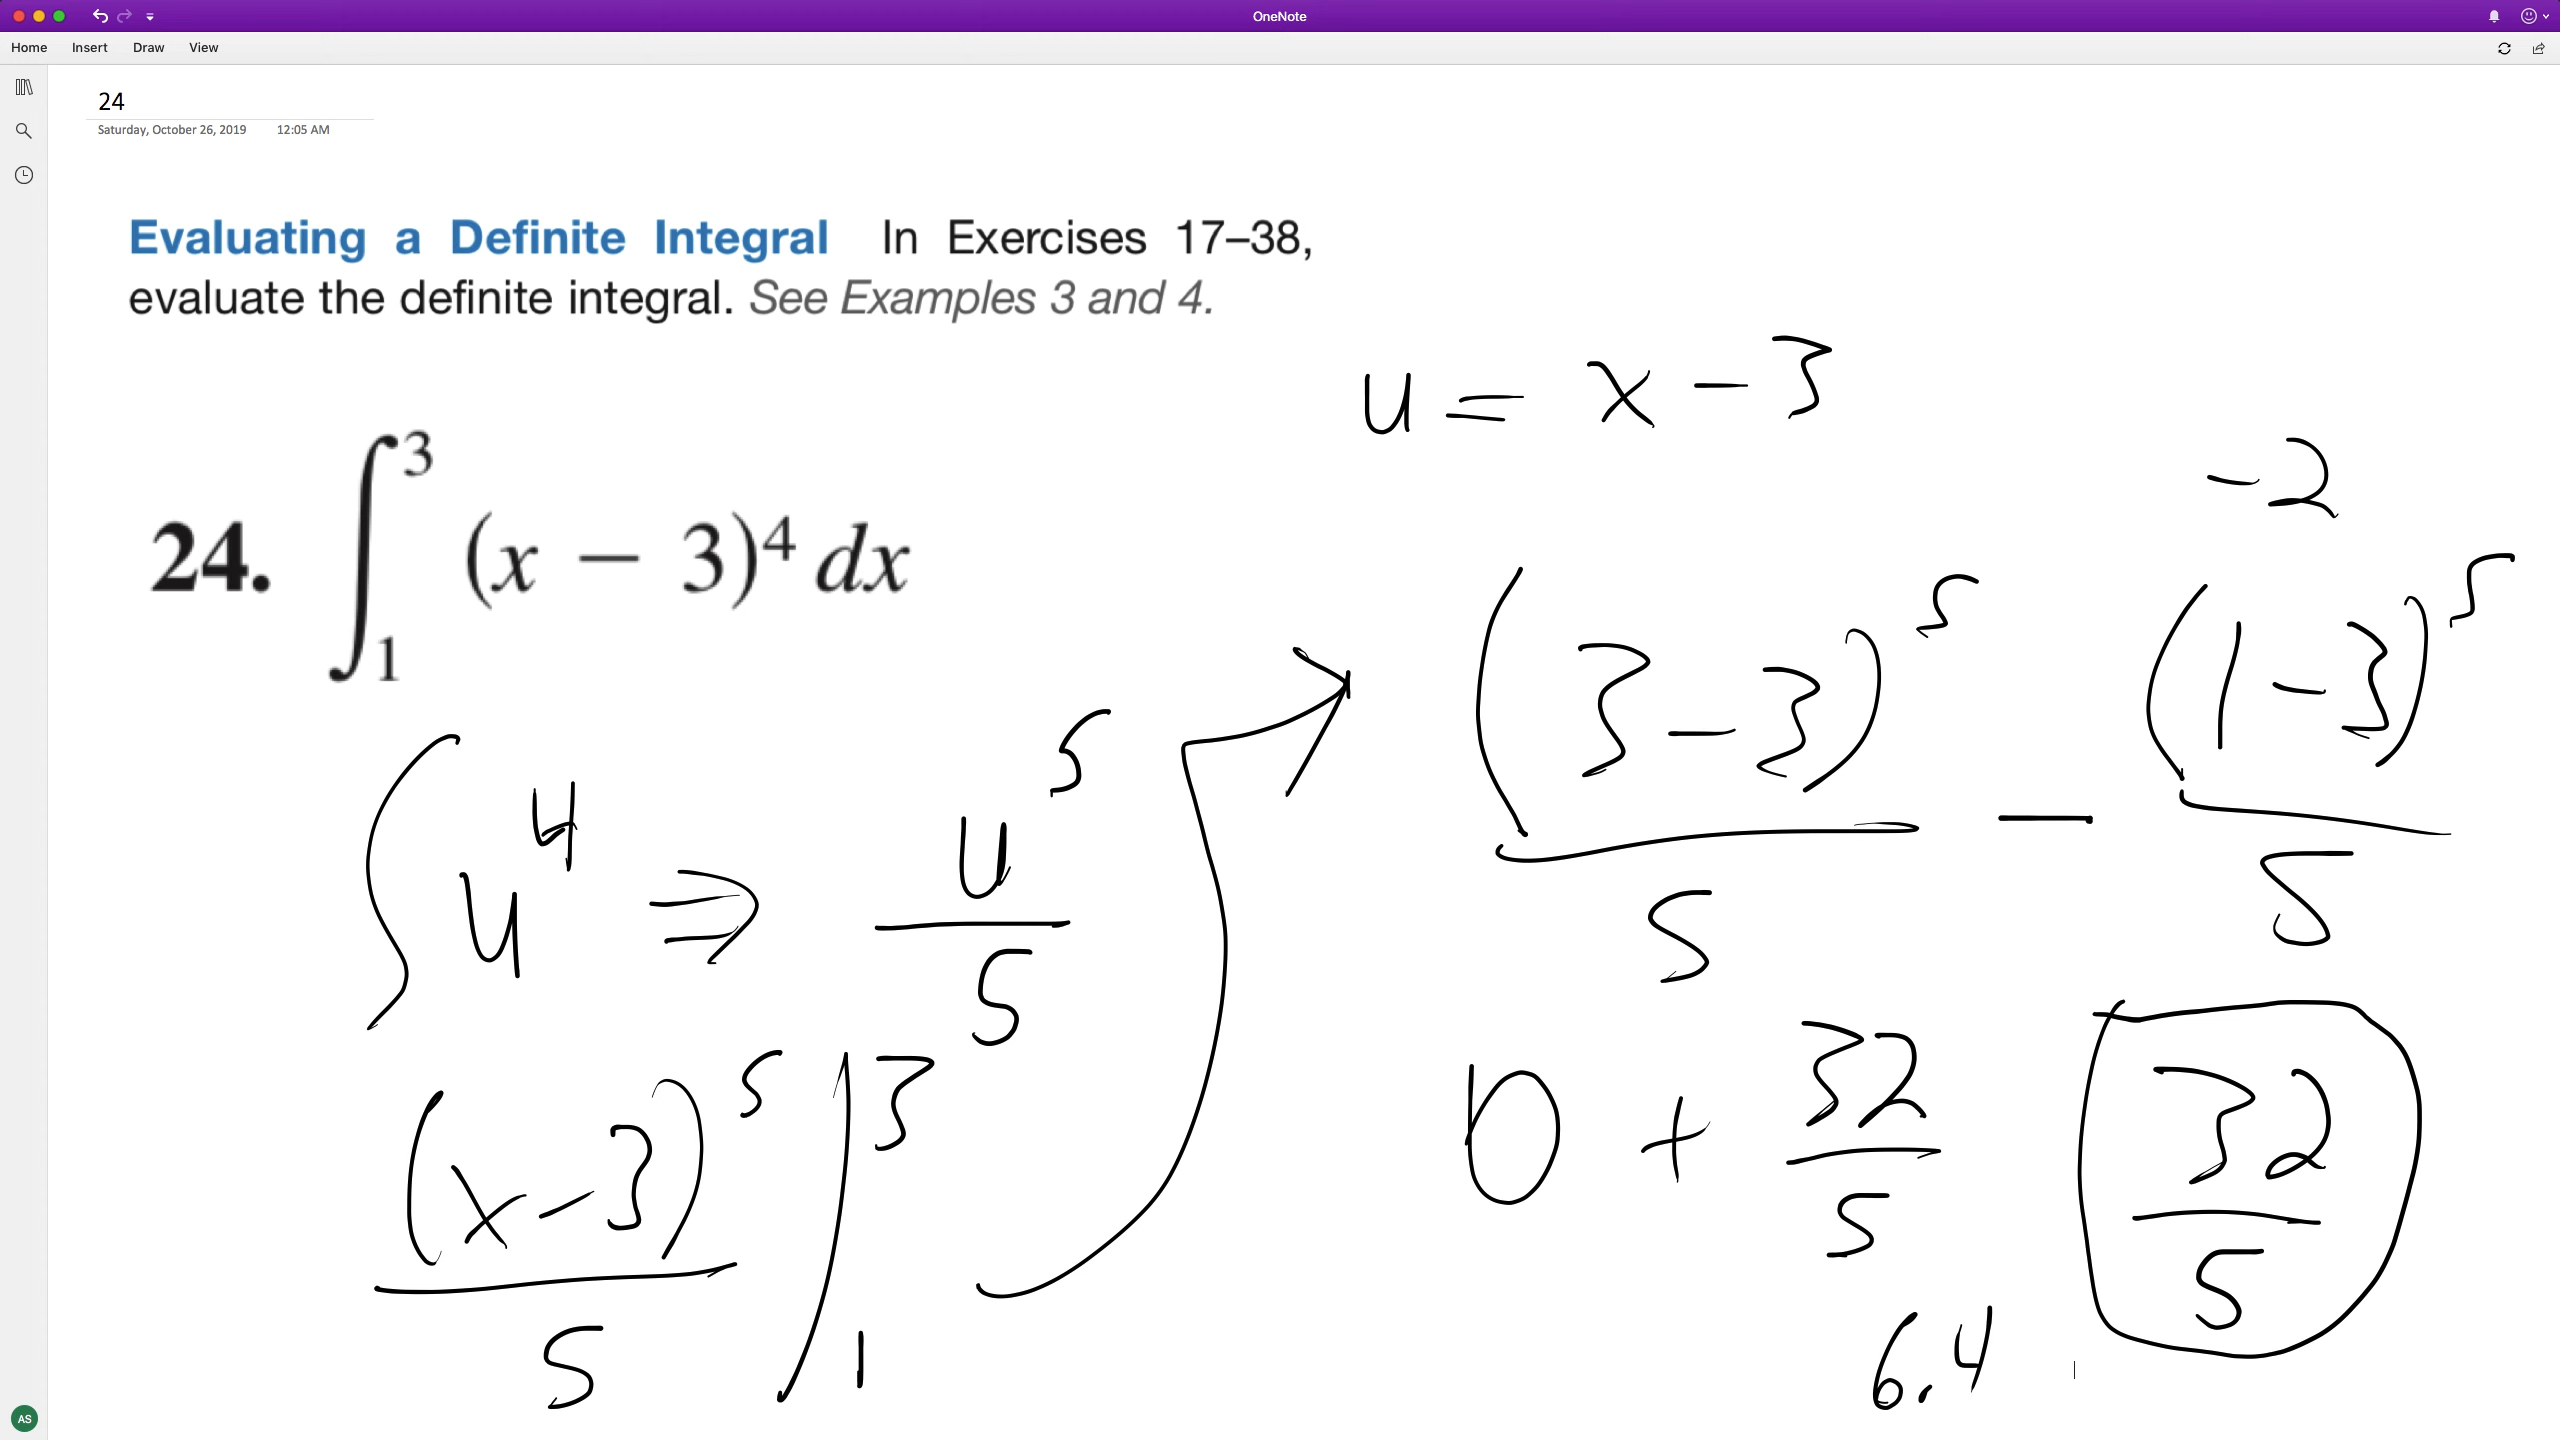 OneNote
Home Insert Draw View
24
Saturday, October 26, 2019 12:05 AM
Evaluating a Definite Integral In Exercises 17–38,
evaluate the definite integral. See Examples 3 and 4.
24. ∫₁³ (x − 3)⁴ dx
u = x − 3
∫ u⁴ ⇒ u⁵/5
(x−3)⁵/5 |₁³
−2
(3−3)⁵/5 − (1−3)⁵/5
0 + 32/5
32/5
6.4
AS